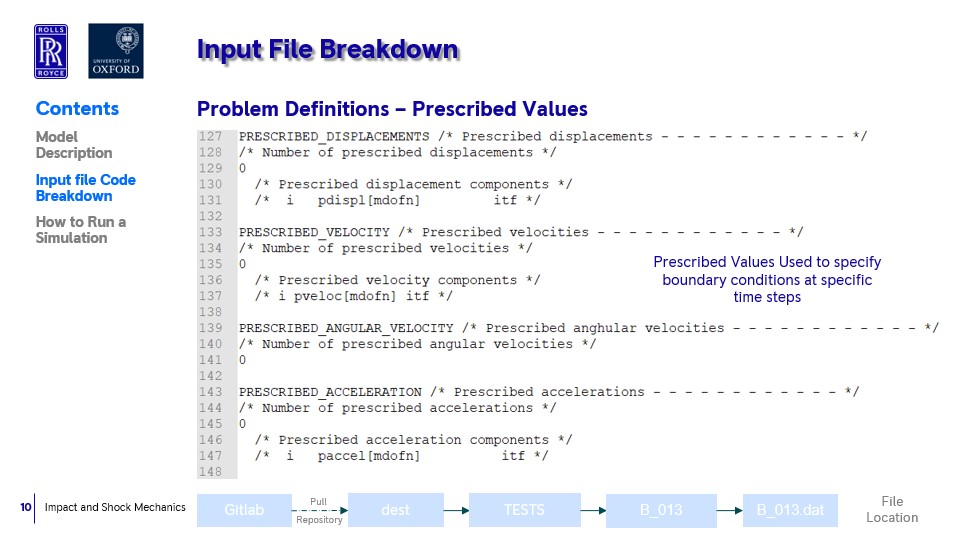 ROLLS
RR
ROYCE
UNIVERSITY OF
OXFORD
Input File Breakdown
Contents
Model
Description
Input file Code
Breakdown
How to Run a
Simulation
Problem Definitions – Prescribed Values
127 PRESCRIBED_DISPLACEMENTS /* Prescribed displacements - - - - - - - - - - - - */
128 /* Number of prescribed displacements */
129 0
130   /* Prescribed displacement components */
131   /*  i   pdispl[mdofn]         itf */
132
133 PRESCRIBED_VELOCITY /* Prescribed velocities - - - - - - - - - - - - */
134 /* Number of prescribed velocities */
135 0
136   /* Prescribed velocity components */
137   /* i pveloc[mdofn] itf */
138
139 PRESCRIBED_ANGULAR_VELOCITY /* Prescribed anghular velocities - - - - - - - - - - - - */
140 /* Number of prescribed angular velocities */
141 0
142
143 PRESCRIBED_ACCELERATION /* Prescribed accelerations - - - - - - - - - - - - */
144 /* Number of prescribed accelerations */
145 0
146   /* Prescribed acceleration components */
147   /*  i   paccel[mdofn]          itf */
148
Prescribed Values Used to specify
boundary conditions at specific
time steps
10 Impact and Shock Mechanics
Gitlab
Pull
Repository
dest
TESTS
B_013
B_013.dat
File
Location